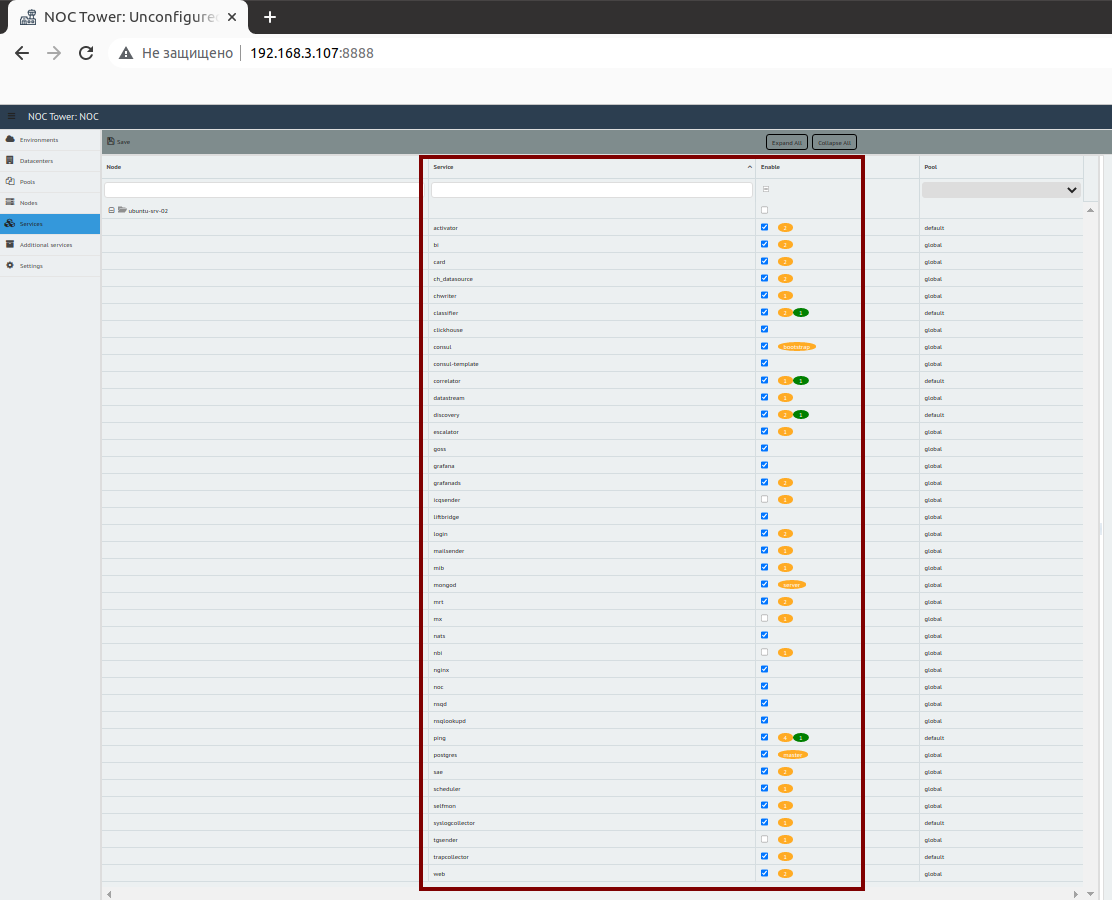 NOC Tower: Unconfigured
Не защищено 192.168.3.107:8888
NOC Tower: NOC
Environments
Datacenters
Pools
Nodes
Services
Additional services
Settings
Save Expand All Collapse All
Node Service Enable Pool
ubuntu-srv-02
activator 2 default
bi 2 global
card 2 global
ch_datasource 2 global
chwriter global
classifier 2 1 default
clickhouse global
consul bootstrap global
consul-template global
correlator 1 default
datastream global
discovery 1 default
escalator global
goss global
grafana global
grafanads 2 global
icqsender 1 global
liftbridge global
login 2 global
mailsender 1 global
mib 1 global
mongod server global
mrt 2 global
mx 1 global
nats global
nbi 1 global
nginx global
noc global
nsqd global
nsqlookupd global
ping 4 1 default
postgres master global
sae 2 global
scheduler 2 global
selfmon 1 global
syslogcollector 1 default
tgsender 1 global
trapcollector 1 default
web 2 global